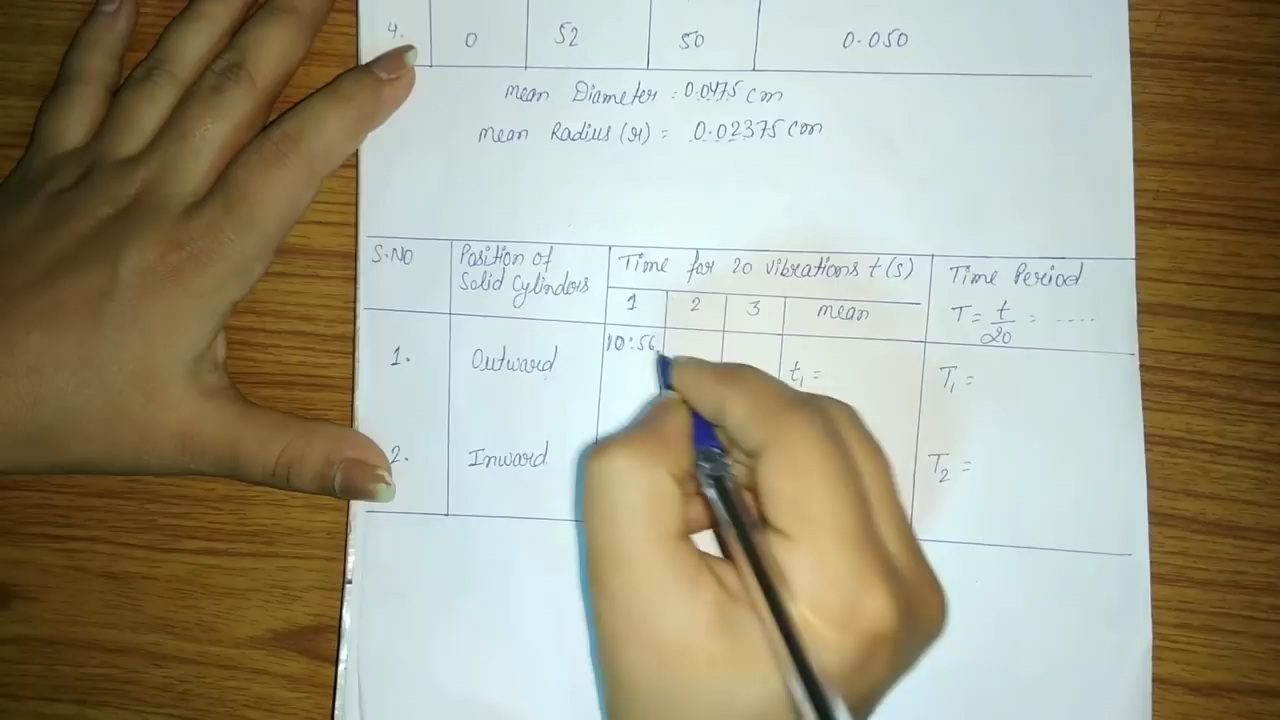 4. 0 52 50 0.050
mean Diameter = 0.0475 cm
mean Radius (r) = 0.02375 cm
S.NO Position of Solid Cylinders Time for 20 vibrations t(s) Time Period
1 2 3 mean T = t/20 = ....
1. Outward 10:56 t1 = T1 =
2. Inward T2 =